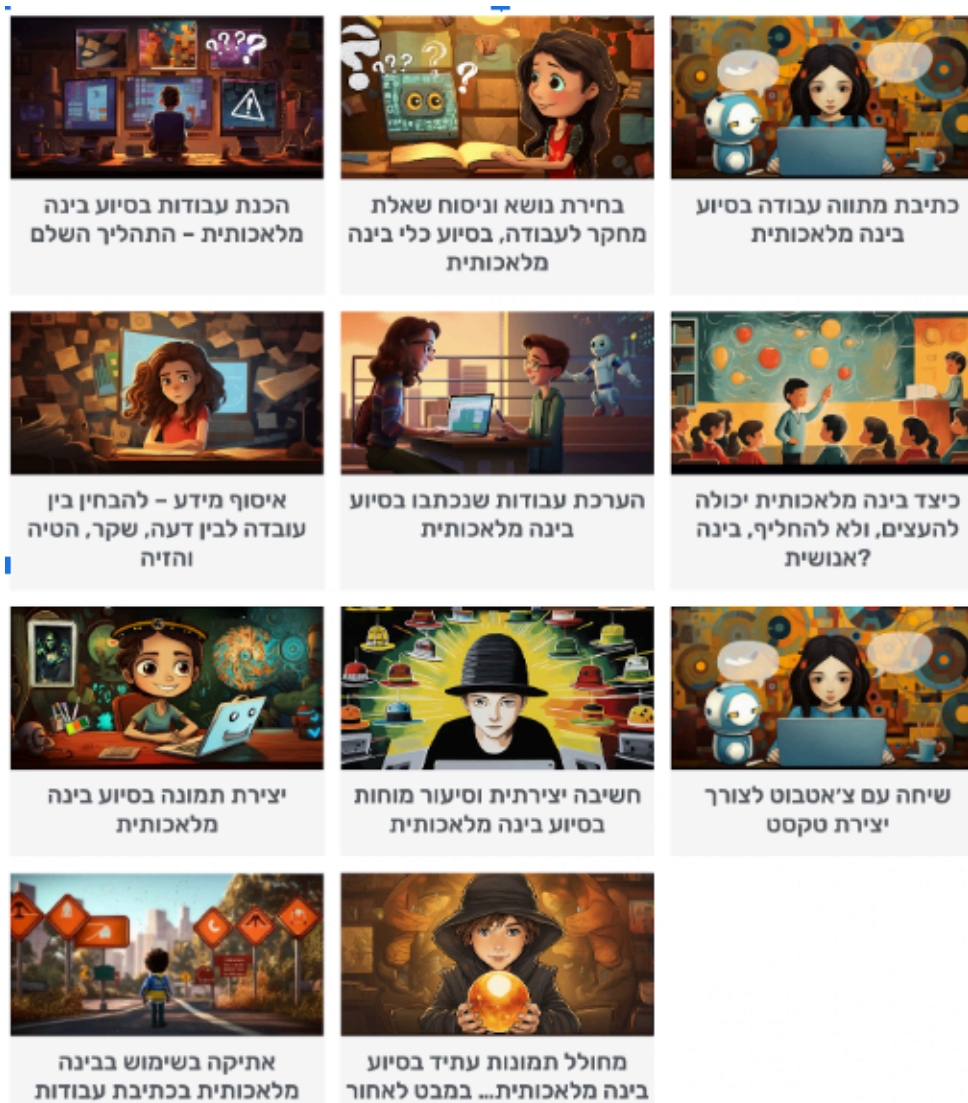 כתיבת מתווה עבודה בסיוע
בינה מלאכותית
בחירת נושא וניסוח שאלת
מחקר לעבודה, בסיוע כלי בינה
מלאכותית
הכנת עבודות בסיוע בינה
מלאכותית – התהליך השלם
כיצד בינה מלאכותית יכולה
להעצים, ולא להחליף, בינה
אנושית?
הערכת עבודות שנכתבו בסיוע
בינה מלאכותית
איסוף מידע – להבחין בין
עובדה לבין דעה, שקר, הטיה
והזיה
שיחה עם צ'אטבוט לצורך
יצירת טקסט
חשיבה יצירתית וסיעור מוחות
בסיוע בינה מלאכותית
יצירת תמונה בסיוע בינה
מלאכותית
מחולל תמונות עתיד בסיוע
בינה מלאכותית... במבט לאחור
אתיקה בשימוש בבינה
מלאכותית בכתיבת עבודות